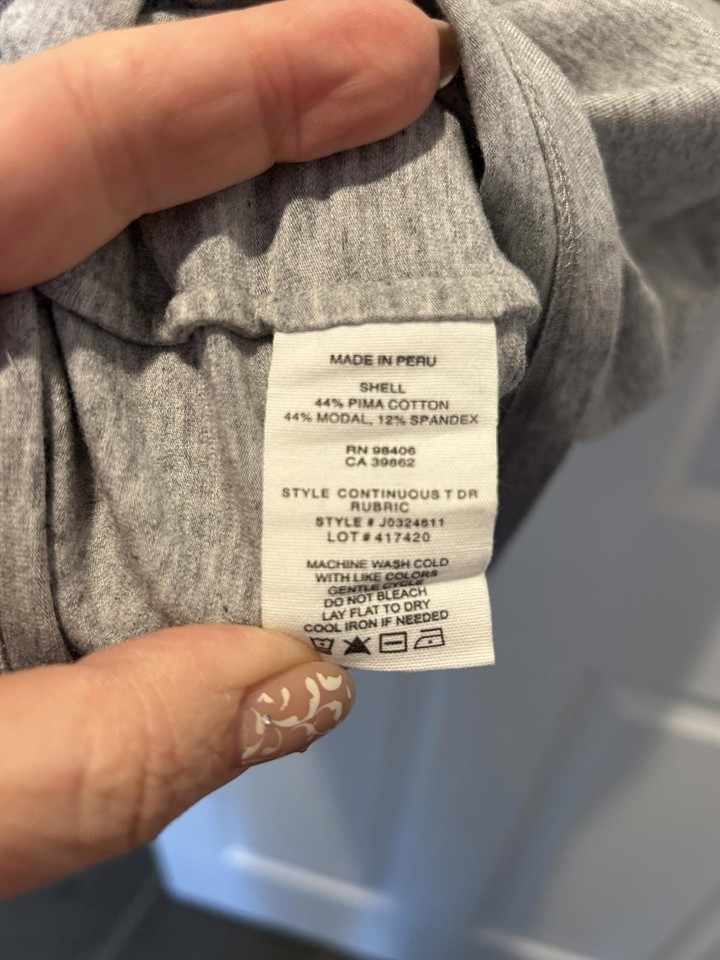 MADE IN PERU
SHELL
44% PIMA COTTON
44% MODAL, 12% SPANDEX
RN 98406
CA 39862
STYLE CONTINUOUS T DR
RUBRIC
STYLE # J0324611
LOT # 417420
MACHINE WASH COLD
WITH LIKE COLORS
GENTLE CYCLE
DO NOT BLEACH
LAY FLAT TO DRY
COOL IRON IF NEEDED